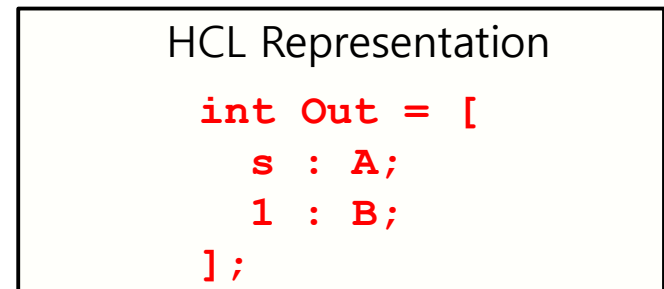 HCL Representation
int Out = [
s : A;
1 : B;
];